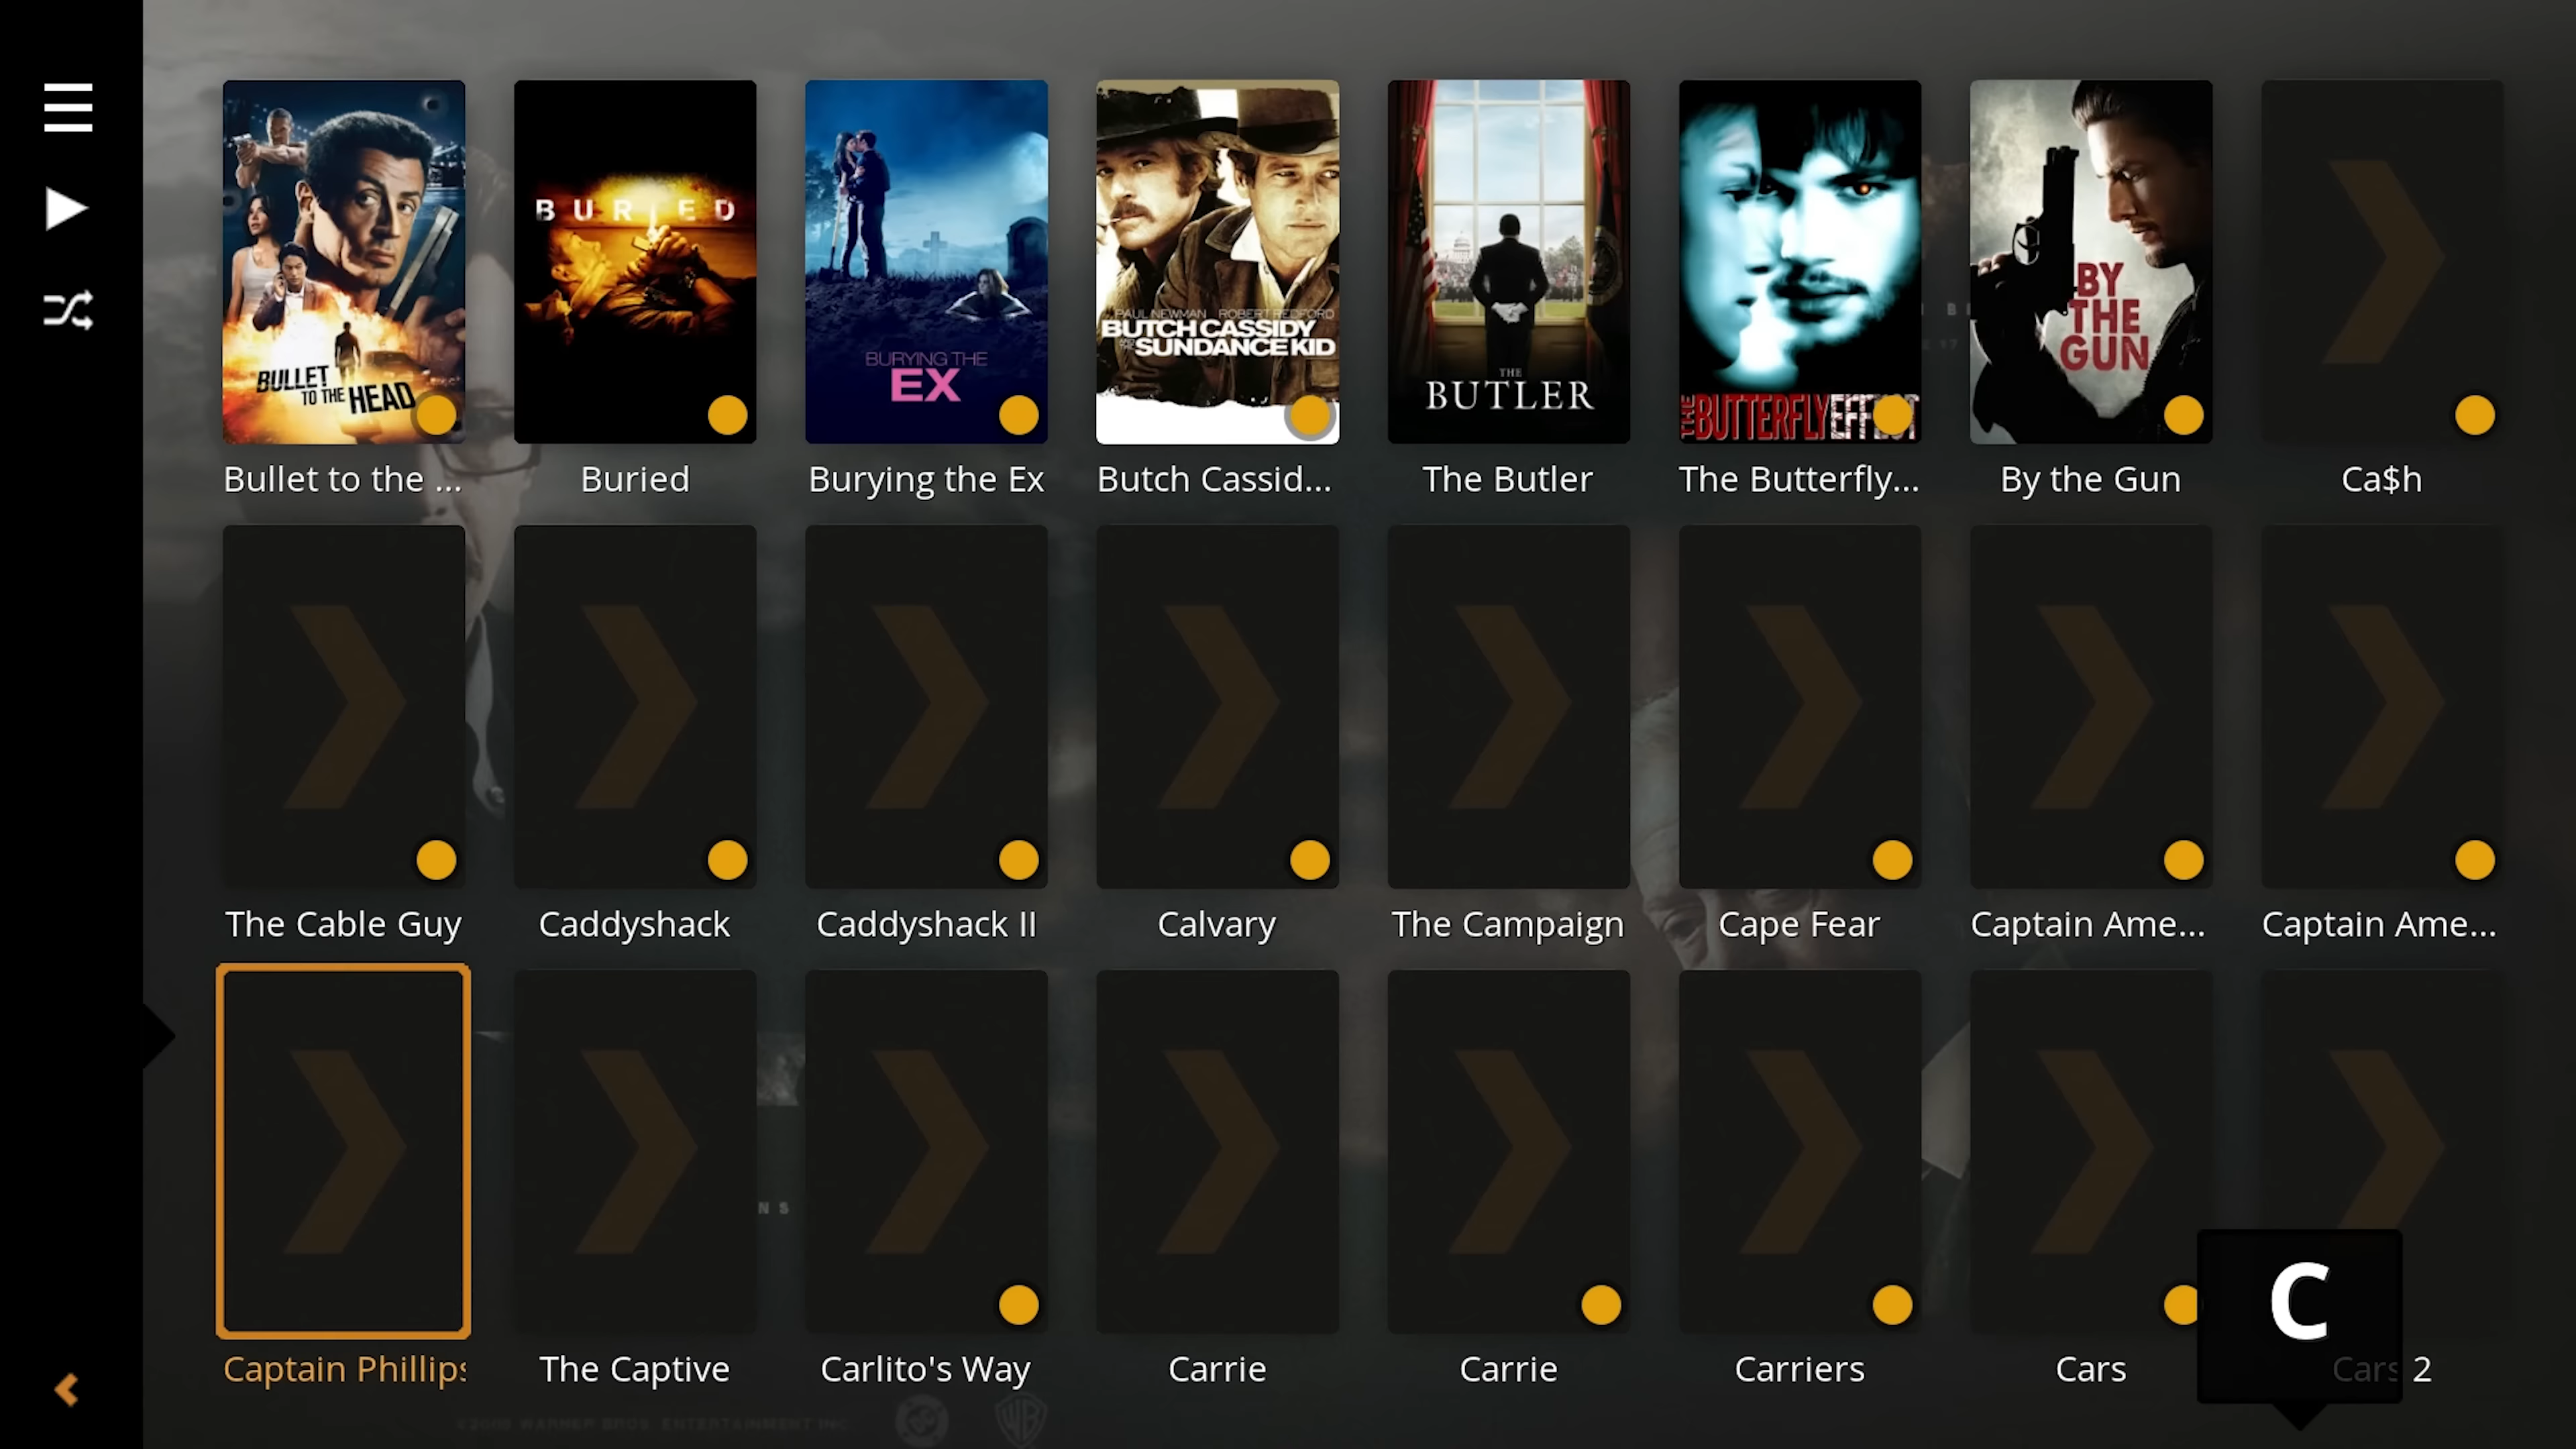 BULLET
TO THE HEAD
BURIED
BURYING THE
EX
PAUL NEWMAN ROBERT REDFORD
BUTCH CASSIDY
AND THE SUNDANCE KID
THE
BUTLER
THE BUTTERFLY EFFECT
BY
THE
GUN
Bullet to the ...
Buried
Burying the Ex
Butch Cassid...
The Butler
The Butterfly...
By the Gun
Ca$h
The Cable Guy
Caddyshack
Caddyshack II
Calvary
The Campaign
Cape Fear
Captain Ame...
Captain Ame...
Captain Phillips
The Captive
Carlito's Way
Carrie
Carrie
Carriers
Cars
Cars 2
C
WB